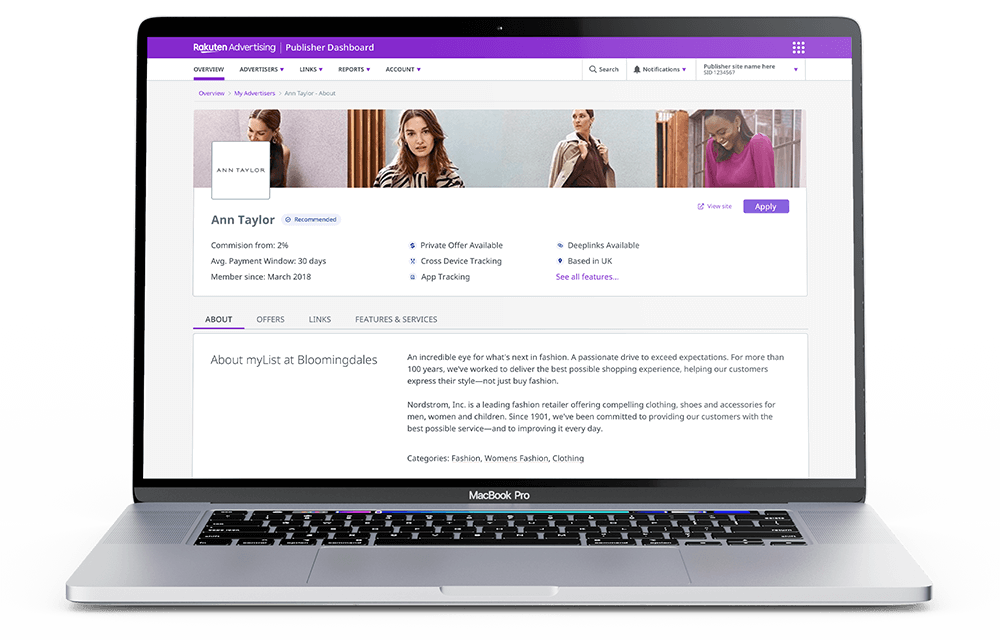 Rakuten Advertising | Publisher Dashboard
OVERVIEW ADVERTISERS LINKS REPORTS ACCOUNT Search Notifications Publisher site name here
SID 1234567
Overview > My Advertisers > Ann Taylor - About
ANN TAYLOR
View site Apply
Ann Taylor Recommended
Commision from: 2% Private Offer Available Deeplinks Available
Avg. Payment Window: 30 days Cross Device Tracking Based in UK
Member since: March 2018 App Tracking See all features...
ABOUT OFFERS LINKS FEATURES & SERVICES
About myList at Bloomingdales
An incredible eye for what's next in fashion. A passionate drive to exceed expectations. For more than
100 years, we've worked to deliver the best possible shopping experience, helping our customers
express their style—not just buy fashion.
Nordstrom, Inc. is a leading fashion retailer offering compelling clothing, shoes and accessories for
men, women and children. Since 1901, we've been committed to providing our customers with the
best possible service—and to improving it every day.
Categories: Fashion, Womens Fashion, Clothing
MacBook Pro